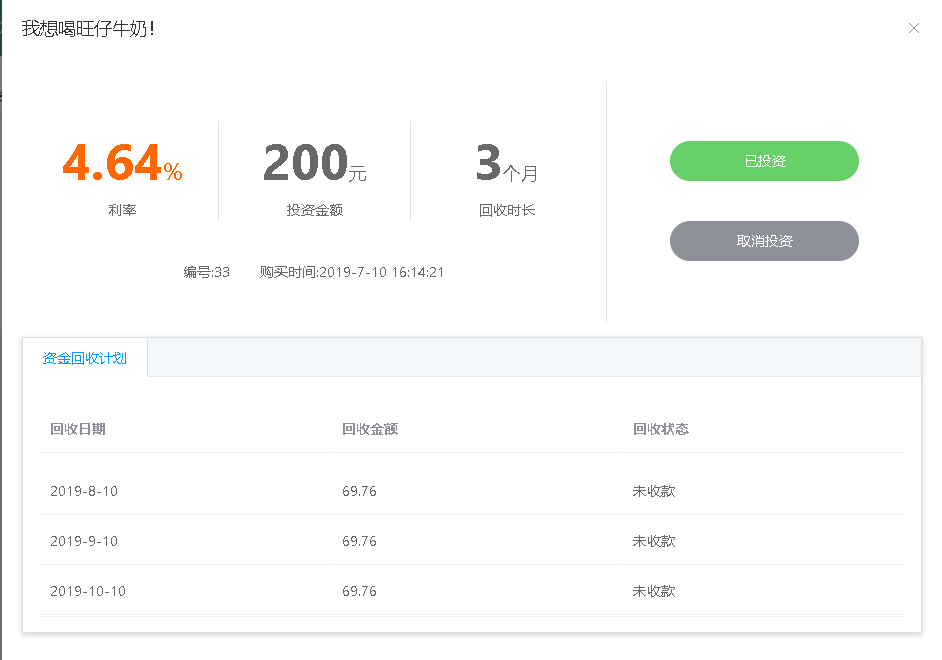 我想喝旺仔牛奶!
4.64%
利率
200元
投资金额
3个月
回收时长
已投资
取消投资
编号:33 购买时间:2019-7-10 16:14:21
资金回收计划
回收日期 回收金额 回收状态
2019-8-10 69.76 未收款
2019-9-10 69.76 未收款
2019-10-10 69.76 未收款